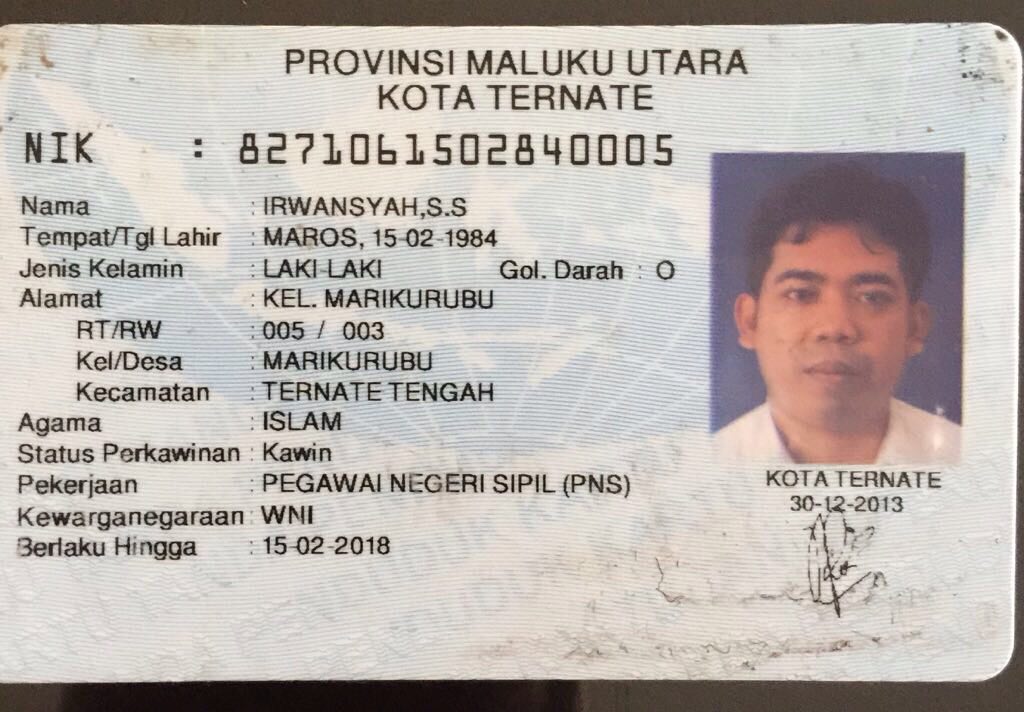 PROVINSI MALUKU UTARA
KOTA TERNATE
NIK : 8271061502840005
Nama : IRWANSYAH,S.S
Tempat/Tgl Lahir : MAROS, 15-02-1984
Jenis Kelamin : LAKI-LAKI Gol. Darah : O
Alamat : KEL. MARIKURUBU
RT/RW : 005 / 003
Kel/Desa : MARIKURUBU
Kecamatan : TERNATE TENGAH
Agama : ISLAM
Status Perkawinan : Kawin
Pekerjaan : PEGAWAI NEGERI SIPIL (PNS)
Kewarganegaraan : WNI
Berlaku Hingga : 15-02-2018
KOTA TERNATE
30-12-2013